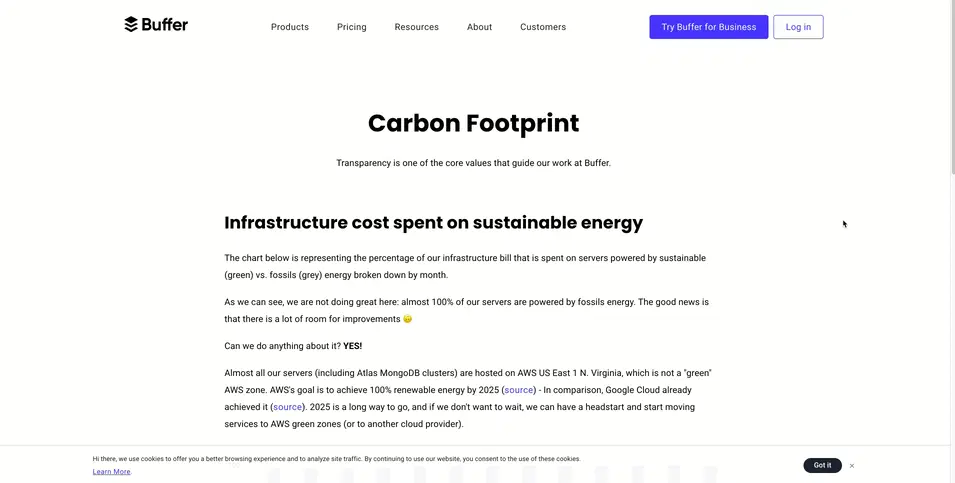 Buffer
Products
Pricing
Resources
About
Customers
Try Buffer for Business
Log in
Carbon Footprint
Transparency is one of the core values that guide our work at Buffer.
Infrastructure cost spent on sustainable energy
The chart below is representing the percentage of our infrastructure bill that is spent on servers powered by sustainable
(green) vs. fossils (grey) energy broken down by month.
As we can see, we are not doing great here: almost 100% of our servers are powered by fossils energy. The good news is
that there is a lot of room for improvements 😕
Can we do anything about it? YES!
Almost all our servers (including Atlas MongoDB clusters) are hosted on AWS US East 1 N. Virginia, which is not a "green"
AWS zone. AWS's goal is to achieve 100% renewable energy by 2025 (source) - In comparison, Google Cloud already
achieved it (source). 2025 is a long way to go, and if we don't want to wait, we can have a headstart and start moving
services to AWS green zones (or to another cloud provider).
Hi there, we use cookies to offer you a better browsing experience and to analyze site traffic. By continuing to use our website, you consent to the use of these cookies.
Learn More.
Got it
×